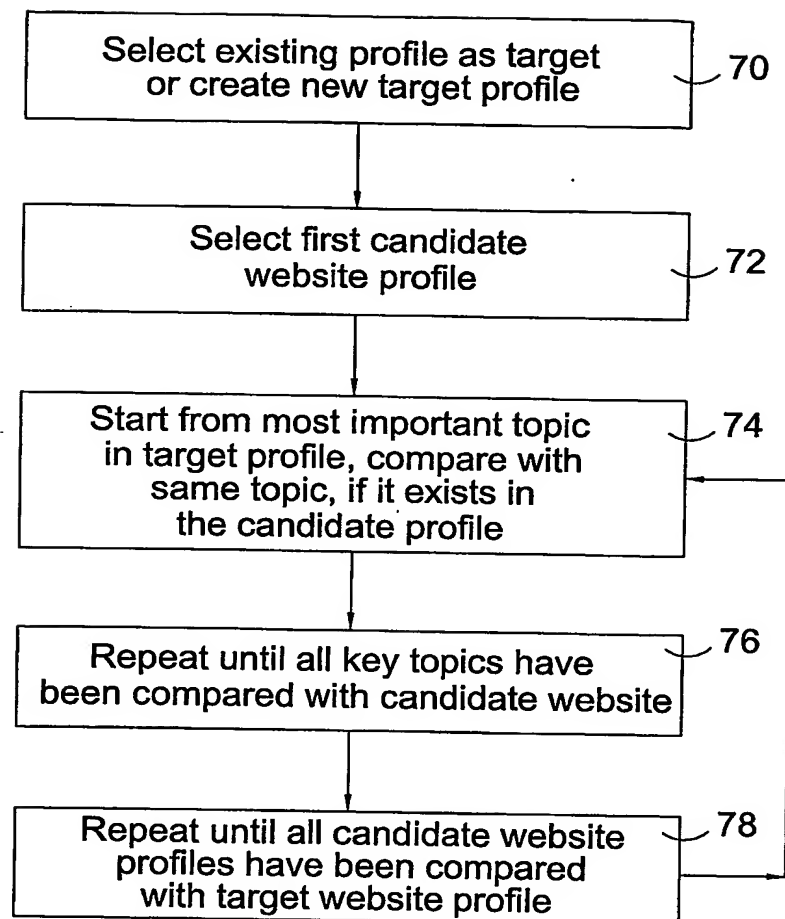 Select existing profile as target
or create new target profile
70
Select first candidate
website profile
72
Start from most important topic
in target profile, compare with
same topic, if it exists in
the candidate profile
74
Repeat until all key topics have
been compared with candidate website
76
Repeat until all candidate website
profiles have been compared
with target website profile
78